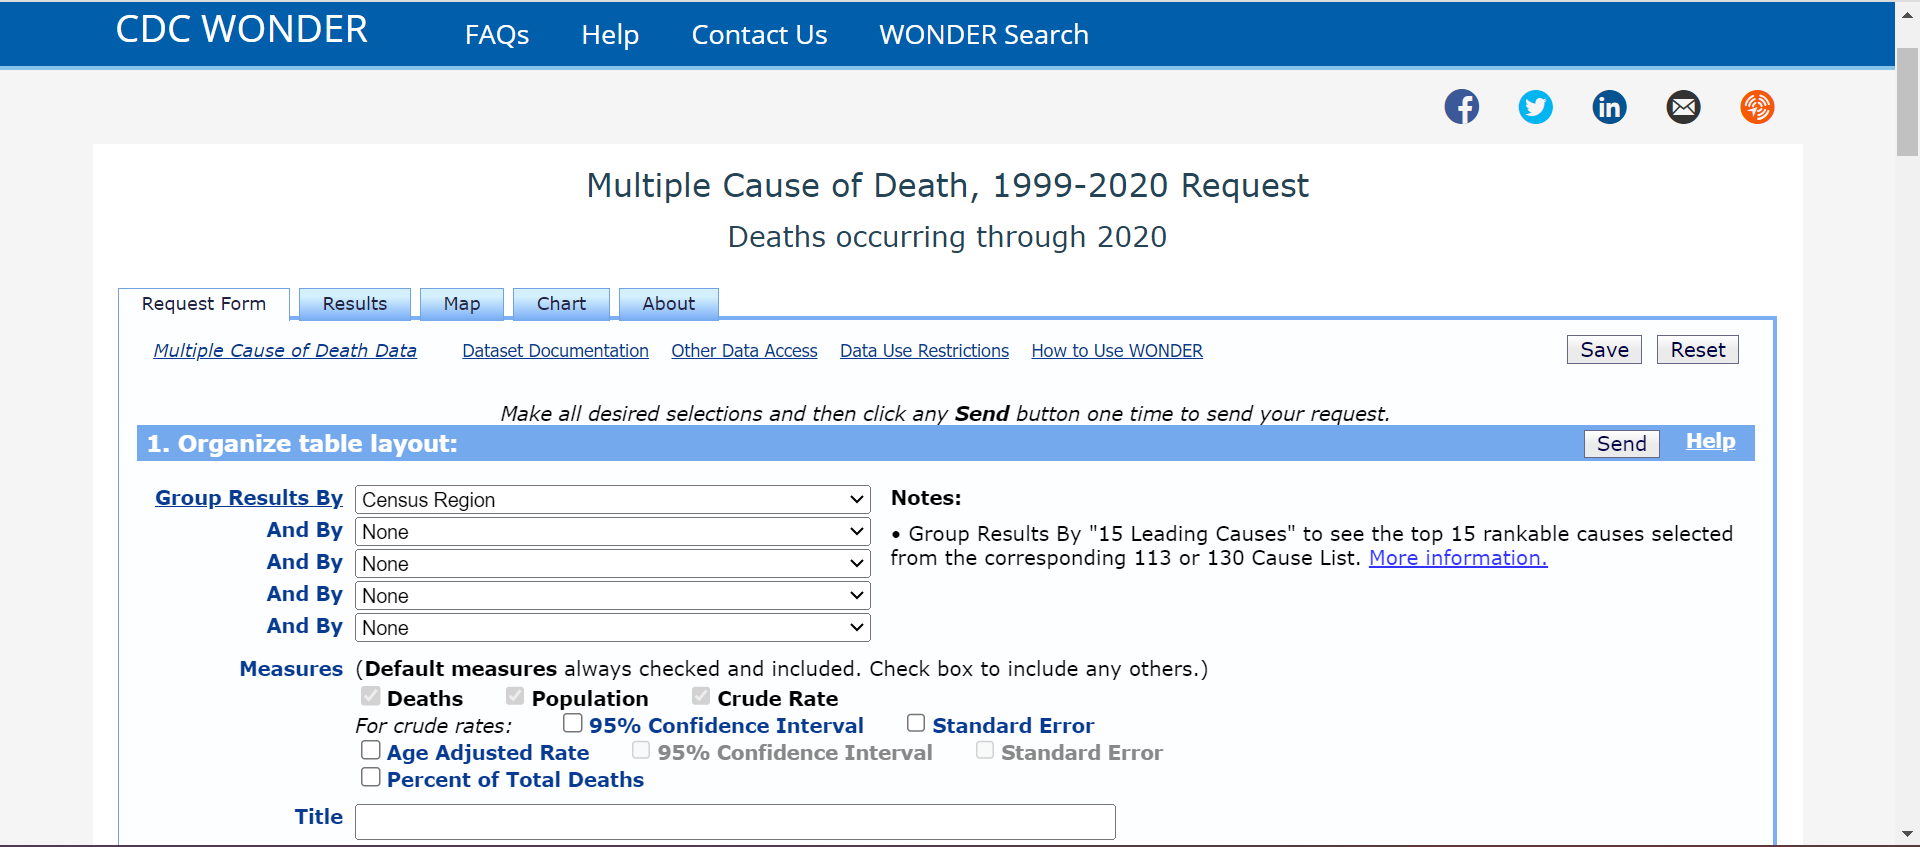 CDC WONDER FAQs Help Contact Us WONDER Search
Multiple Cause of Death, 1999-2020 Request
Deaths occurring through 2020
Request Form Results Map Chart About
Multiple Cause of Death Data Dataset Documentation Other Data Access Data Use Restrictions How to Use WONDER Save Reset
Make all desired selections and then click any Send button one time to send your request.
1. Organize table layout: Send Help
Group Results By Census Region
And By None
And By None
And By None
And By None
Notes:
• Group Results By "15 Leading Causes" to see the top 15 rankable causes selected
from the corresponding 113 or 130 Cause List. More information.
Measures (Default measures always checked and included. Check box to include any others.)
Deaths Population Crude Rate
For crude rates: 95% Confidence Interval Standard Error
Age Adjusted Rate 95% Confidence Interval Standard Error
Percent of Total Deaths
Title